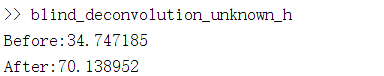 >> blind_deconvolution_unknown_h
Before:34.747185
After:70.138952